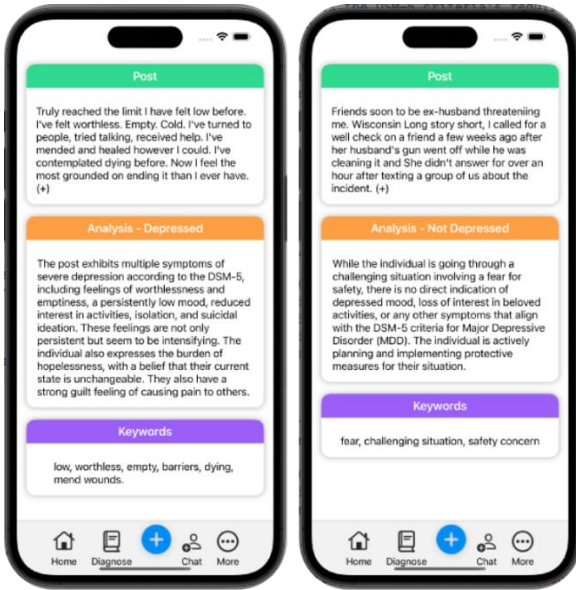 Post
Truly reached the limit I have felt low before.
I've felt worthless. Empty. Cold. I've turned to
people, tried talking, received help. I've
mended and healed however I could. I've
contemplated dying before. Now I feel the
most grounded on ending it than I ever have.
(+)
Analysis - Depressed
The post exhibits multiple symptoms of
severe depression according to the DSM-5,
including feelings of worthlessness and
emptiness, a persistently low mood, reduced
interest in activities, isolation, and suicidal
ideation. These feelings are not only
persistent but seem to be intensifying. The
individual also expresses the burden of
hopelessness, with a belief that their current
state is unchangeable. They also have a
strong guilt feeling of causing pain to others.
Keywords
low, worthless, empty, barriers, dying,
mend wounds.
Home
Diagnose
Chat
More
Post
Friends soon to be ex-husband threateniing
me. Wisconsin Long story short, I called for a
well check on a friend a few weeks ago after
her husband's gun went off while he was
cleaning it and She didn't answer for over an
hour after texting a group of us about the
incident. (+)
Analysis - Not Depressed
While the individual is going through a
challenging situation involving a fear for
safety, there is no direct indication of
depressed mood, loss of interest in beloved
activities, or any other symptoms that align
with the DSM-5 criteria for Major Depressive
Disorder (MDD). The individual is actively
planning and implementing protective
measures for their situation.
Keywords
fear, challenging situation, safety concern
Home
Diagnose
Chat
More